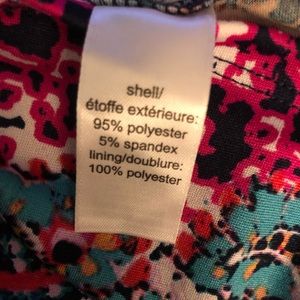 shell/
étoffe extérieure:
95% polyester
5% spandex
lining/doublure:
100% polyester